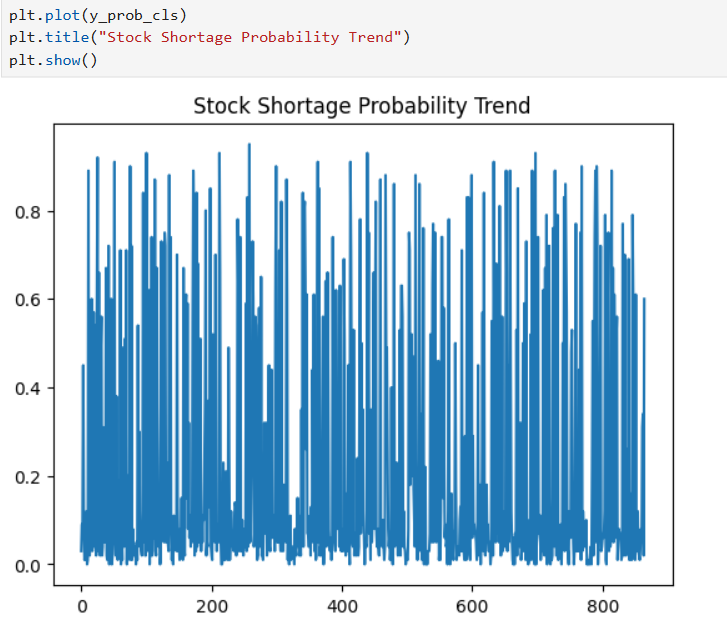 plt.plot(y_prob_cls)
plt.title("Stock Shortage Probability Trend")
plt.show()
Stock Shortage Probability Trend
0.8
0.6
0.4
0.2
0.0
0 200 400 600 800